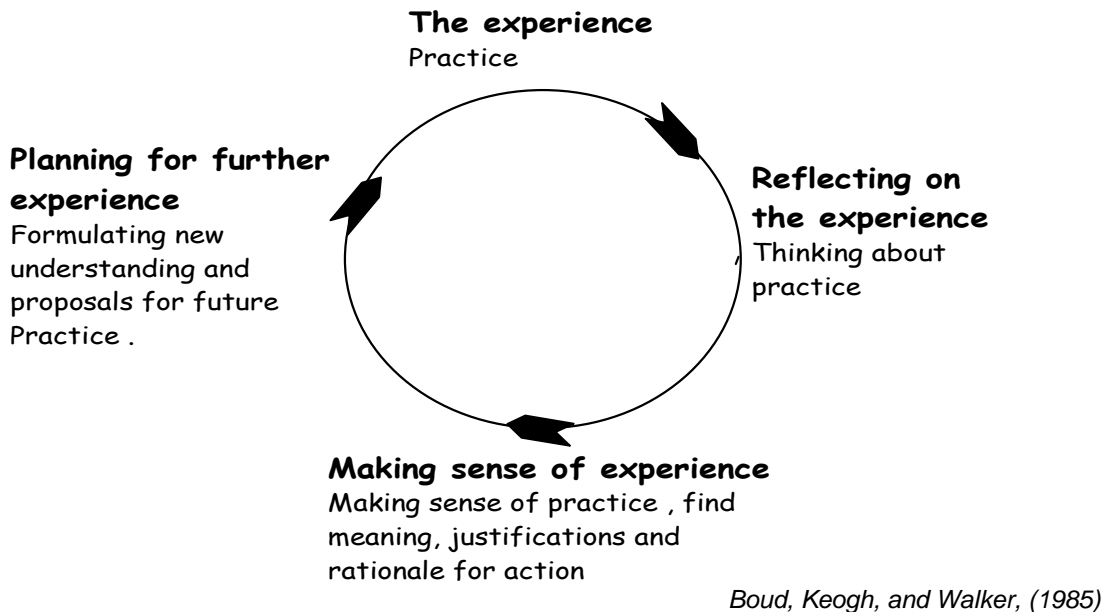 The experience
Practice
Reflecting on
the experience
Thinking about
practice
Making sense of experience
Making sense of practice , find
meaning, justifications and
rationale for action
Planning for further
experience
Formulating new
understanding and
proposals for future
Practice .
Boud, Keogh, and Walker, (1985)